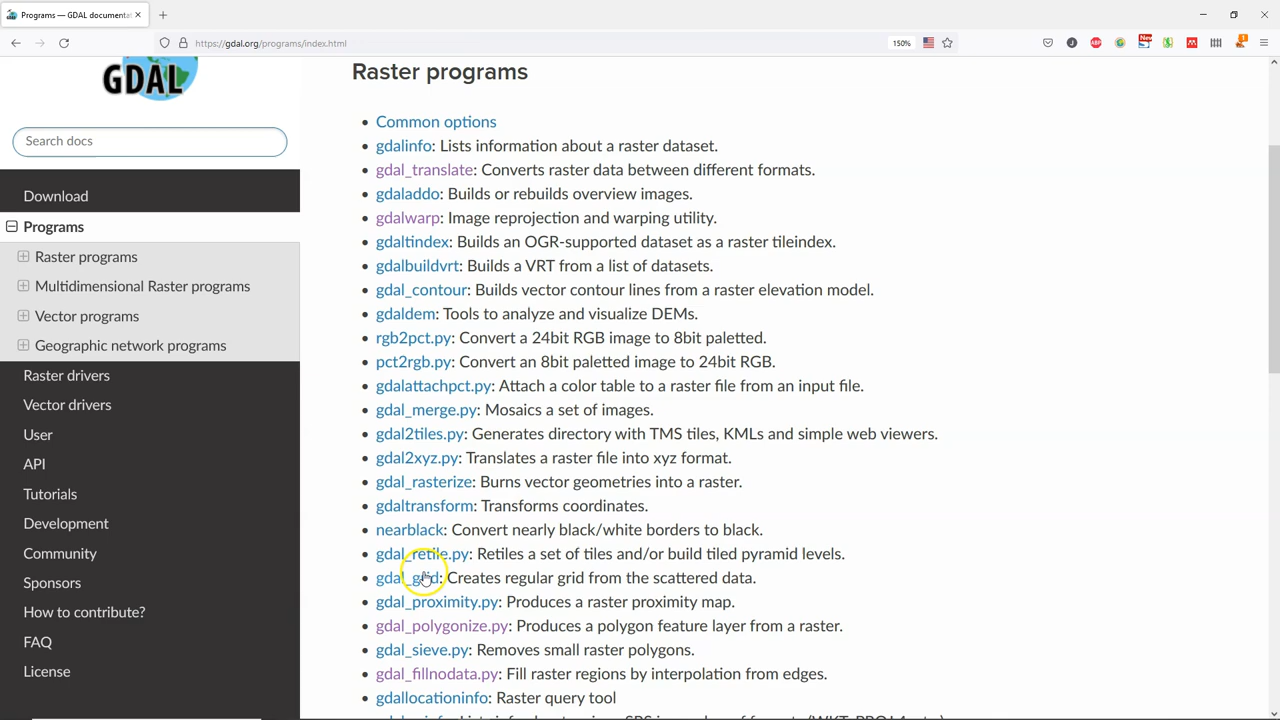 Programs — GDAL documentat
https://gdal.org/programs/index.html
150%
New
GDAL
Search docs
Download
Programs
Raster programs
Multidimensional Raster programs
Vector programs
Geographic network programs
Raster drivers
Vector drivers
User
API
Tutorials
Development
Community
Sponsors
How to contribute?
FAQ
License
Raster programs
Common options
gdalinfo: Lists information about a raster dataset.
gdal_translate: Converts raster data between different formats.
gdaladdo: Builds or rebuilds overview images.
gdalwarp: Image reprojection and warping utility.
gdaltindex: Builds an OGR-supported dataset as a raster tileindex.
gdalbuildvrt: Builds a VRT from a list of datasets.
gdal_contour: Builds vector contour lines from a raster elevation model.
gdaldem: Tools to analyze and visualize DEMs.
rgb2pct.py: Convert a 24bit RGB image to 8bit paletted.
pct2rgb.py: Convert an 8bit paletted image to 24bit RGB.
gdalattachpct.py: Attach a color table to a raster file from an input file.
gdal_merge.py: Mosaics a set of images.
gdal2tiles.py: Generates directory with TMS tiles, KMLs and simple web viewers.
gdal2xyz.py: Translates a raster file into xyz format.
gdal_rasterize: Burns vector geometries into a raster.
gdaltransform: Transforms coordinates.
nearblack: Convert nearly black/white borders to black.
gdal_retile.py: Retiles a set of tiles and/or build tiled pyramid levels.
gdal_grid: Creates regular grid from the scattered data.
gdal_proximity.py: Produces a raster proximity map.
gdal_polygonize.py: Produces a polygon feature layer from a raster.
gdal_sieve.py: Removes small raster polygons.
gdal_fillnodata.py: Fill raster regions by interpolation from edges.
gdallocationinfo: Raster query tool